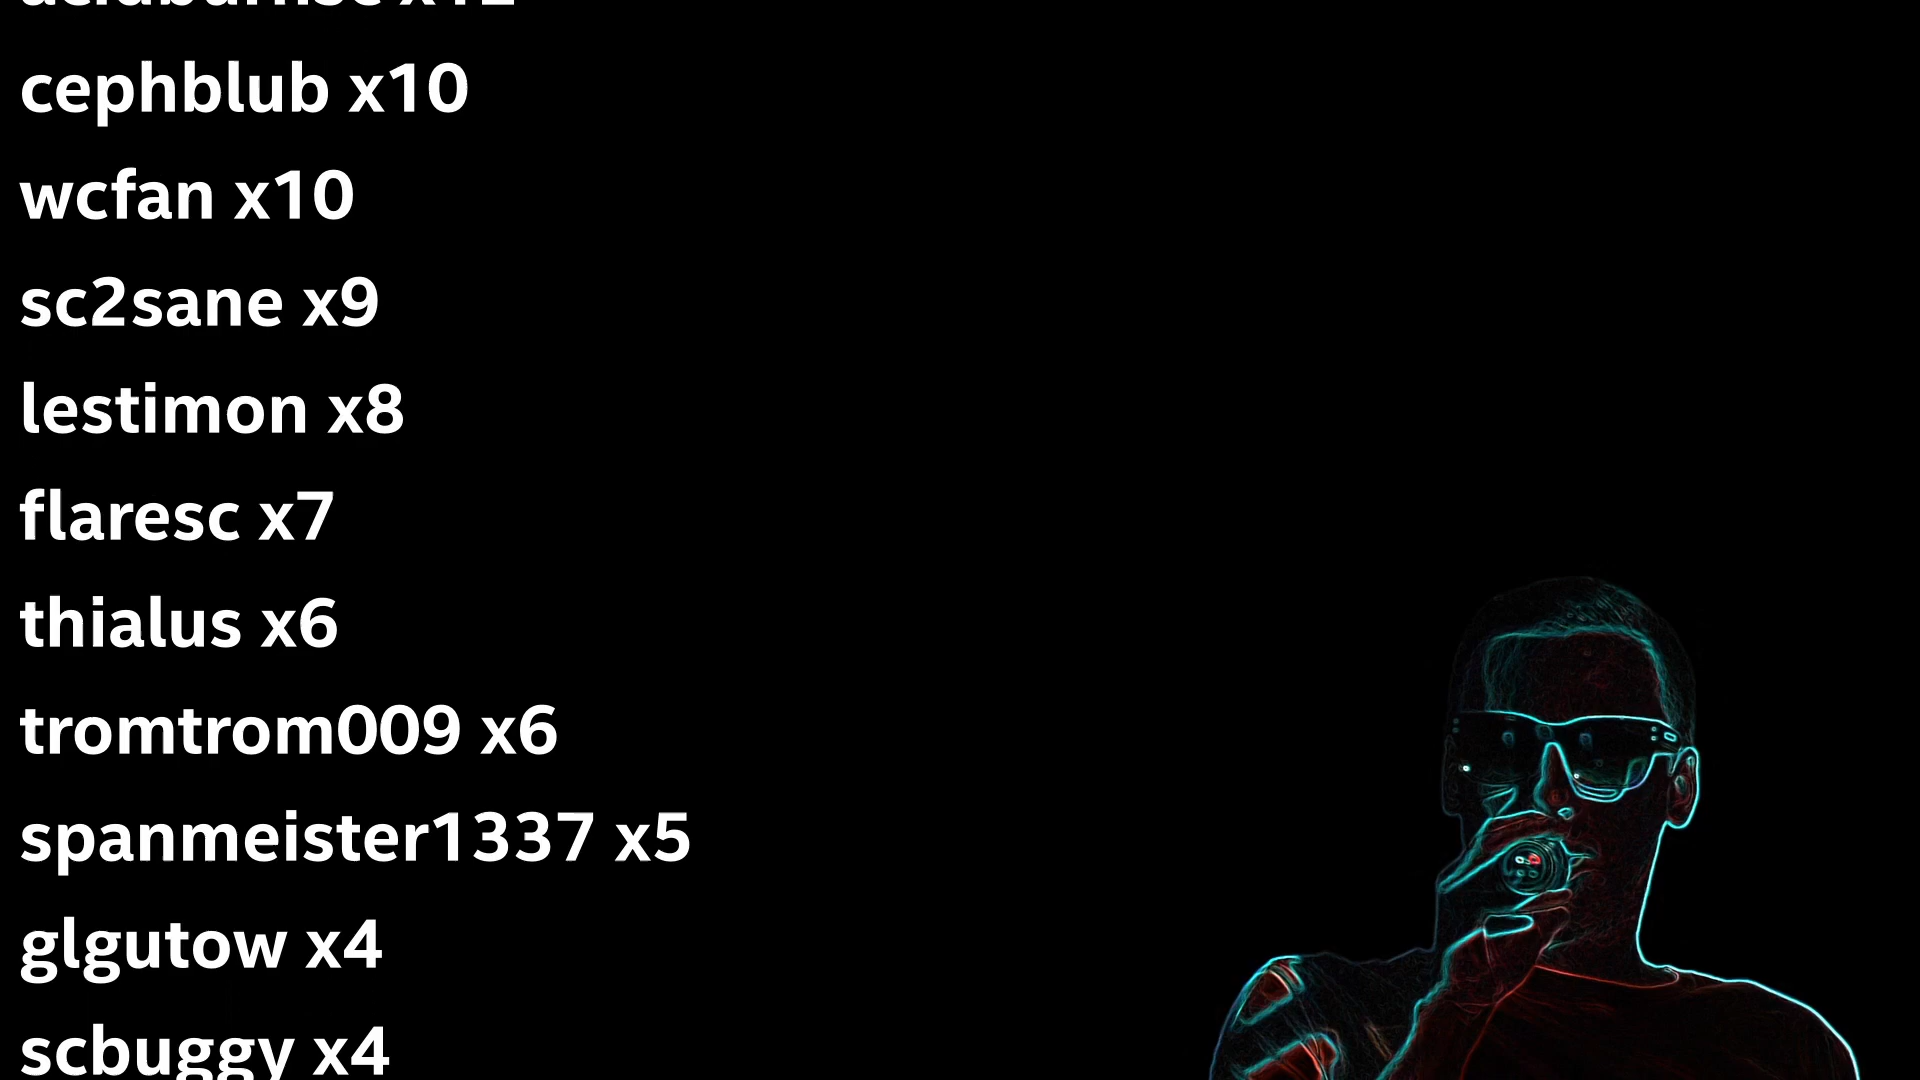 cephblub x10
wcfan x10
sc2sane x9
lestimon x8
flaresc x7
thialus x6
tromtrom009 x6
spanmeister1337 x5
glgutow x4
scbuggy x4